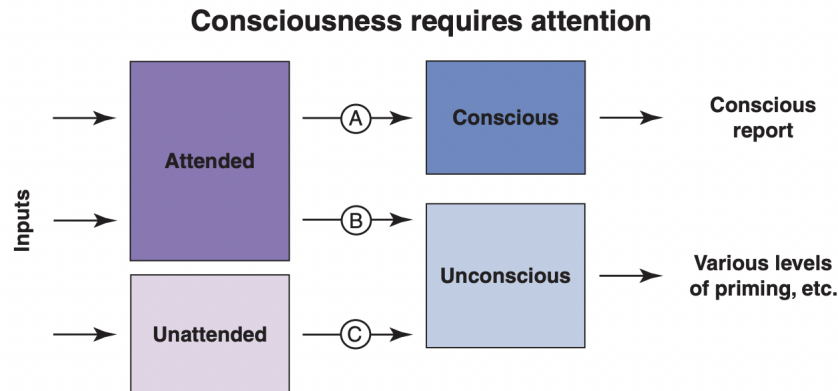 Consciousness requires attention
Inputs
Attended
Unattended
A
B
C
Conscious
Unconscious
Conscious
report
Various levels
of priming, etc.